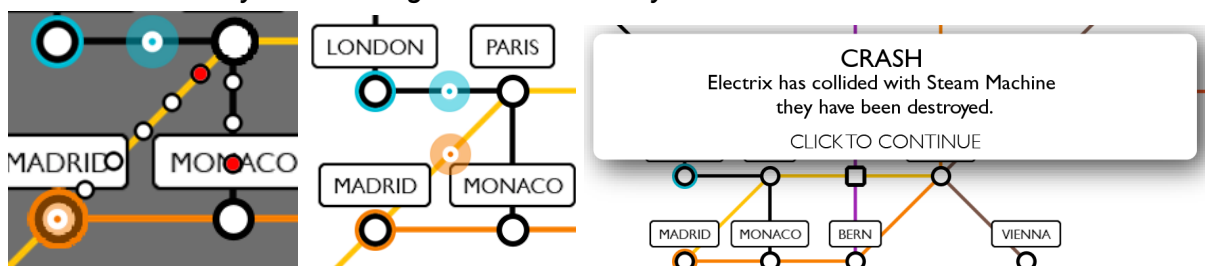 MADRID
MONACO
LONDON
PARIS
MADRID
MONACO
CRASH
Electrix has collided with Steam Machine
they have been destroyed.
CLICK TO CONTINUE
MADRID
MONACO
BERN
VIENNA